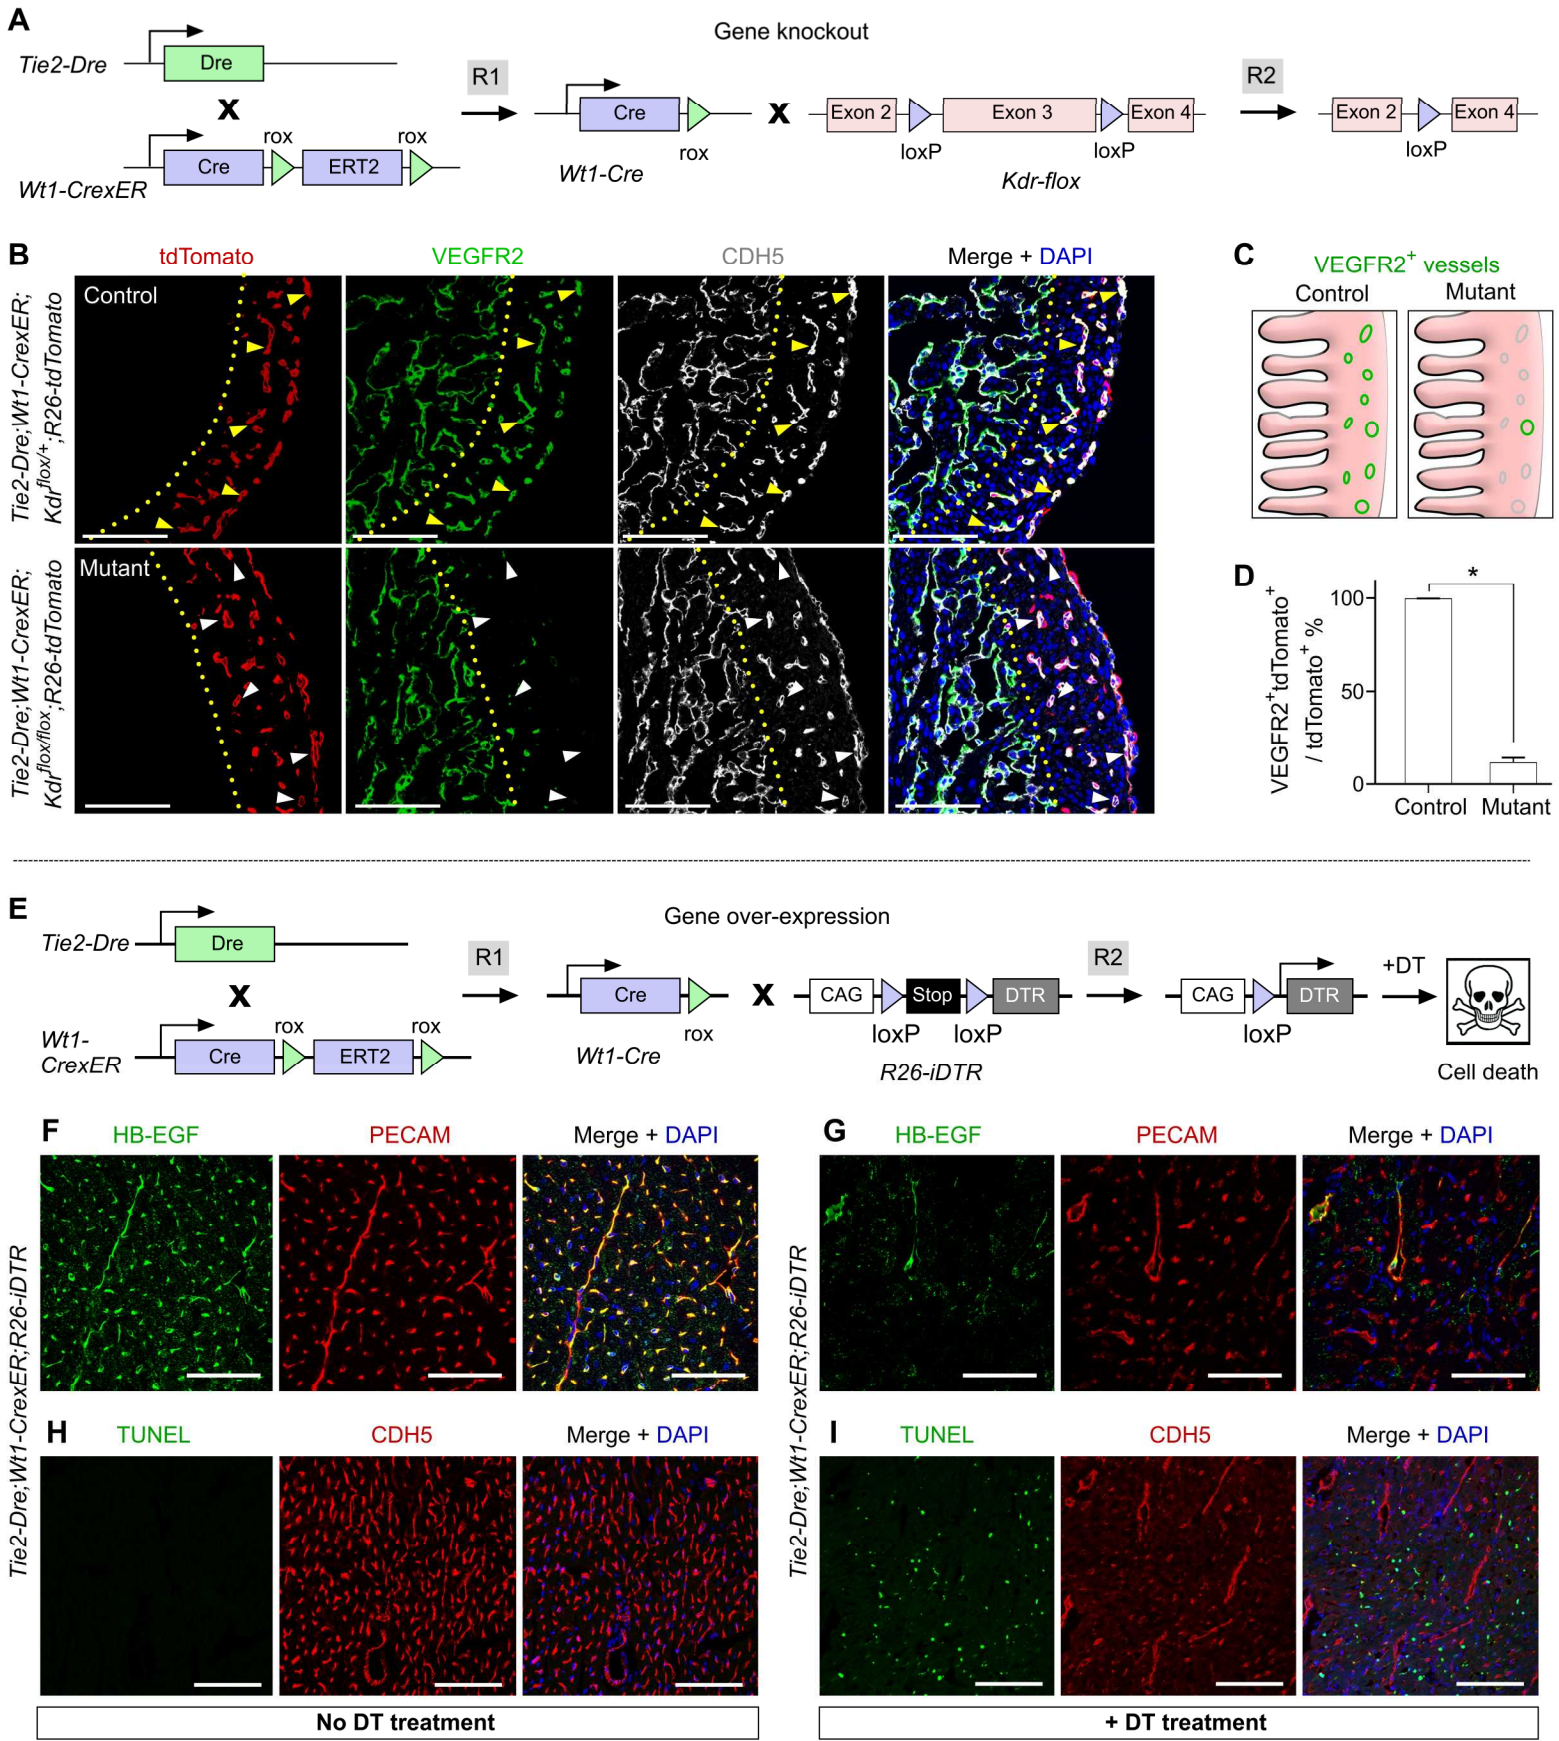 A
Gene knockout
Tie2-Dre
Dre
R1
R2
x
Cre
x
Exon 2
Exon 3
Exon 4
Exon 2
Exon 4
rox
rox
rox
loxP
loxP
loxP
Wt1-CrexER
Cre
ERT2
Wt1-Cre
Kdr-flox
B
tdTomato
VEGFR2
CDH5
Merge + DAPI
Tie2-Dre;Wt1-CrexER;
Kdrflox/+;R26-tdTomato
Control
Tie2-Dre;Wt1-CrexER;
Kdrflox/flox;R26-tdTomato
Mutant
C
VEGFR2+ vessels
Control
Mutant
D
VEGFR2+tdTomato+
/ tdTomato+ %
100
50
0
*
Control
Mutant
E
Gene over-expression
Tie2-Dre
Dre
R1
R2
+DT
x
Cre
x
CAG
Stop
DTR
CAG
DTR
rox
rox
rox
loxP
loxP
loxP
Wt1-
CrexER
Cre
ERT2
Wt1-Cre
R26-iDTR
Cell death
Tie2-Dre;Wt1-CrexER;R26-iDTR
F
HB-EGF
PECAM
Merge + DAPI
H
TUNEL
CDH5
Merge + DAPI
No DT treatment
Tie2-Dre;Wt1-CrexER;R26-iDTR
G
HB-EGF
PECAM
Merge + DAPI
I
TUNEL
CDH5
Merge + DAPI
+ DT treatment